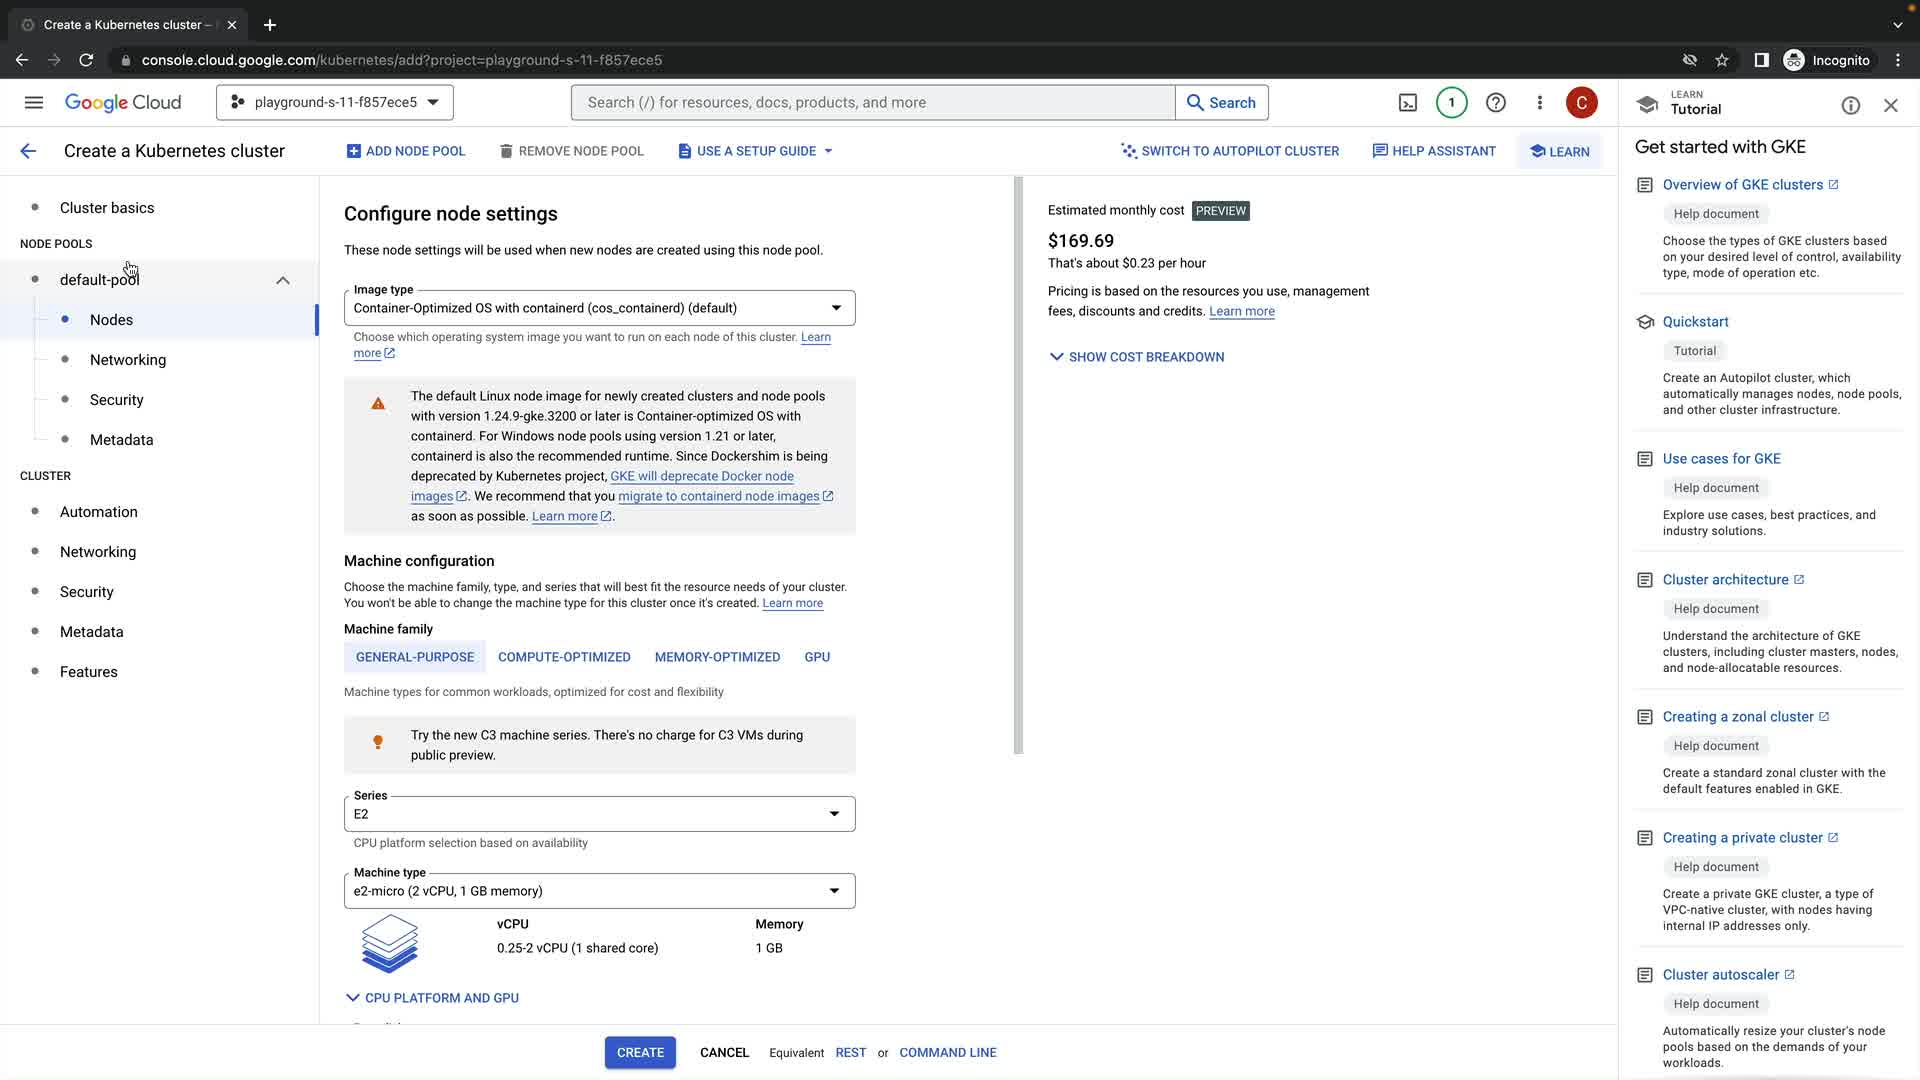 Create a Kubernetes cluster –
console.cloud.google.com/kubernetes/add?project=playground-s-11-f857ece5
Incognito
Google Cloud
playground-s-11-f857ece5
Search (/) for resources, docs, products, and more
Search
1
C
LEARN
Tutorial
Create a Kubernetes cluster
ADD NODE POOL
REMOVE NODE POOL
USE A SETUP GUIDE
SWITCH TO AUTOPILOT CLUSTER
HELP ASSISTANT
LEARN
Cluster basics
NODE POOLS
default-pool
Nodes
Networking
Security
Metadata
CLUSTER
Automation
Networking
Security
Metadata
Features
Configure node settings
These node settings will be used when new nodes are created using this node pool.
Image type
Container-Optimized OS with containerd (cos_containerd) (default)
Choose which operating system image you want to run on each node of this cluster. Learn
more
The default Linux node image for newly created clusters and node pools
with version 1.24.9-gke.3200 or later is Container-optimized OS with
containerd. For Windows node pools using version 1.21 or later,
containerd is also the recommended runtime. Since Dockershim is being
deprecated by Kubernetes project, GKE will deprecate Docker node
images. We recommend that you migrate to containerd node images
as soon as possible. Learn more.
Machine configuration
Choose the machine family, type, and series that will best fit the resource needs of your cluster.
You won't be able to change the machine type for this cluster once it's created. Learn more
Machine family
GENERAL-PURPOSE
COMPUTE-OPTIMIZED
MEMORY-OPTIMIZED
GPU
Machine types for common workloads, optimized for cost and flexibility
Try the new C3 machine series. There's no charge for C3 VMs during
public preview.
Series
E2
CPU platform selection based on availability
Machine type
e2-micro (2 vCPU, 1 GB memory)
vCPU
Memory
0.25-2 vCPU (1 shared core)
1 GB
CPU PLATFORM AND GPU
CREATE
CANCEL
Equivalent REST or COMMAND LINE
Estimated monthly cost PREVIEW
$169.69
That's about $0.23 per hour
Pricing is based on the resources you use, management
fees, discounts and credits. Learn more
SHOW COST BREAKDOWN
Get started with GKE
Overview of GKE clusters
Help document
Choose the types of GKE clusters based
on your desired level of control, availability
type, mode of operation etc.
Quickstart
Tutorial
Create an Autopilot cluster, which
automatically manages nodes, node pools,
and other cluster infrastructure.
Use cases for GKE
Help document
Explore use cases, best practices, and
industry solutions.
Cluster architecture
Help document
Understand the architecture of GKE
clusters, including cluster masters, nodes,
and node-allocatable resources.
Creating a zonal cluster
Help document
Create a standard zonal cluster with the
default features enabled in GKE.
Creating a private cluster
Help document
Create a private GKE cluster, a type of
VPC-native cluster, with nodes having
internal IP addresses only.
Cluster autoscaler
Help document
Automatically resize your cluster's node
pools based on the demands of your
workloads.